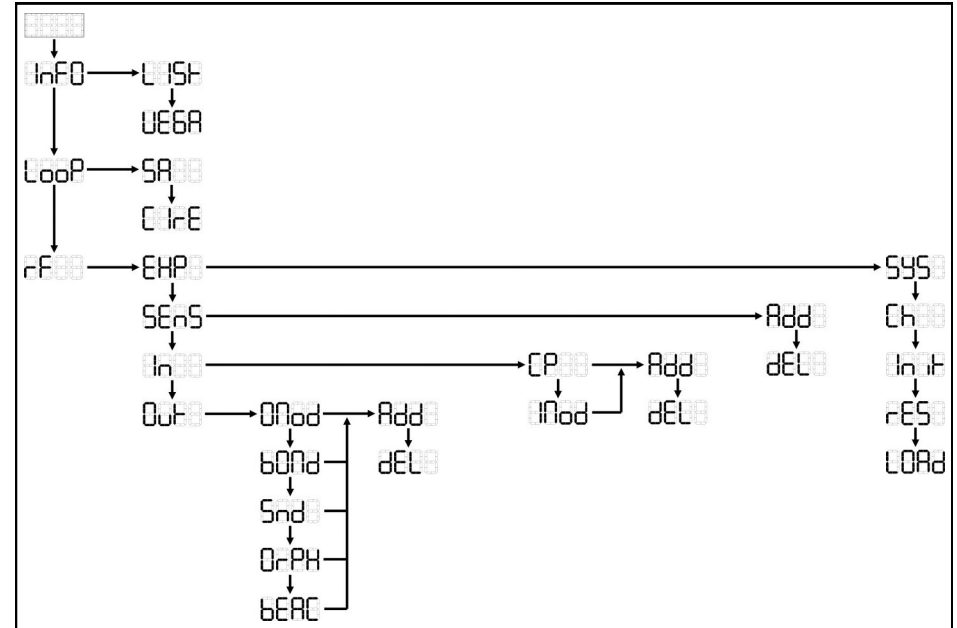 InFO LISt
VEGA
LooP SA
CIrE
rF EHP SYS
SEnS Add Ch
In CP Add dEL Init
Out OMod Add IMod dEL rES
bOMd dEL LOAd
Snd
OrPH
bEAC